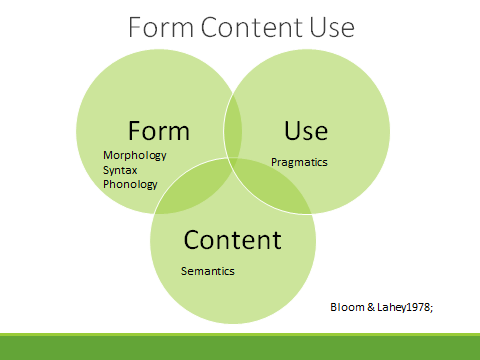 Form Content Use
Form
Morphology
Syntax
Phonology
Use
Pragmatics
Content
Semantics
Bloom & Lahey1978;